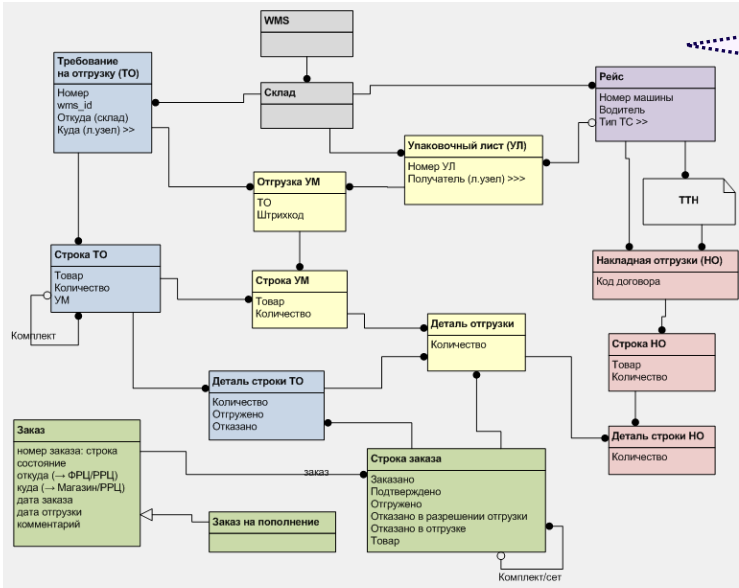 WMS
Требование
на отгрузку (ТО)
Номер
wms_id
Откуда (склад)
Куда (л.узел) >>
Склад
Рейс
Номер машины
Водитель
Тип ТС >>
Упаковочный лист (УЛ)
Номер УЛ
Получатель (л.узел) >>>
Отгрузка УМ
ТО
Штрихкод
ТТН
Строка ТО
Товар
Количество
УМ
Комплект
Строка УМ
Товар
Количество
Накладная отгрузки (НО)
Код договора
Деталь отгрузки
Количество
Строка НО
Товар
Количество
Деталь строки ТО
Количество
Отгружено
Отказано
Деталь строки НО
Количество
Заказ
номер заказа: строка
состояние
откуда (→ ФРЦ/РРЦ)
куда (→ Магазин/РРЦ)
дата заказа
дата отгрузки
комментарий
заказ
Строка заказа
Заказано
Подтверждено
Отгружено
Отказано в разрешении отгрузки
Отказано в отгрузке
Товар
Заказ на пополнение
Комплект/сет